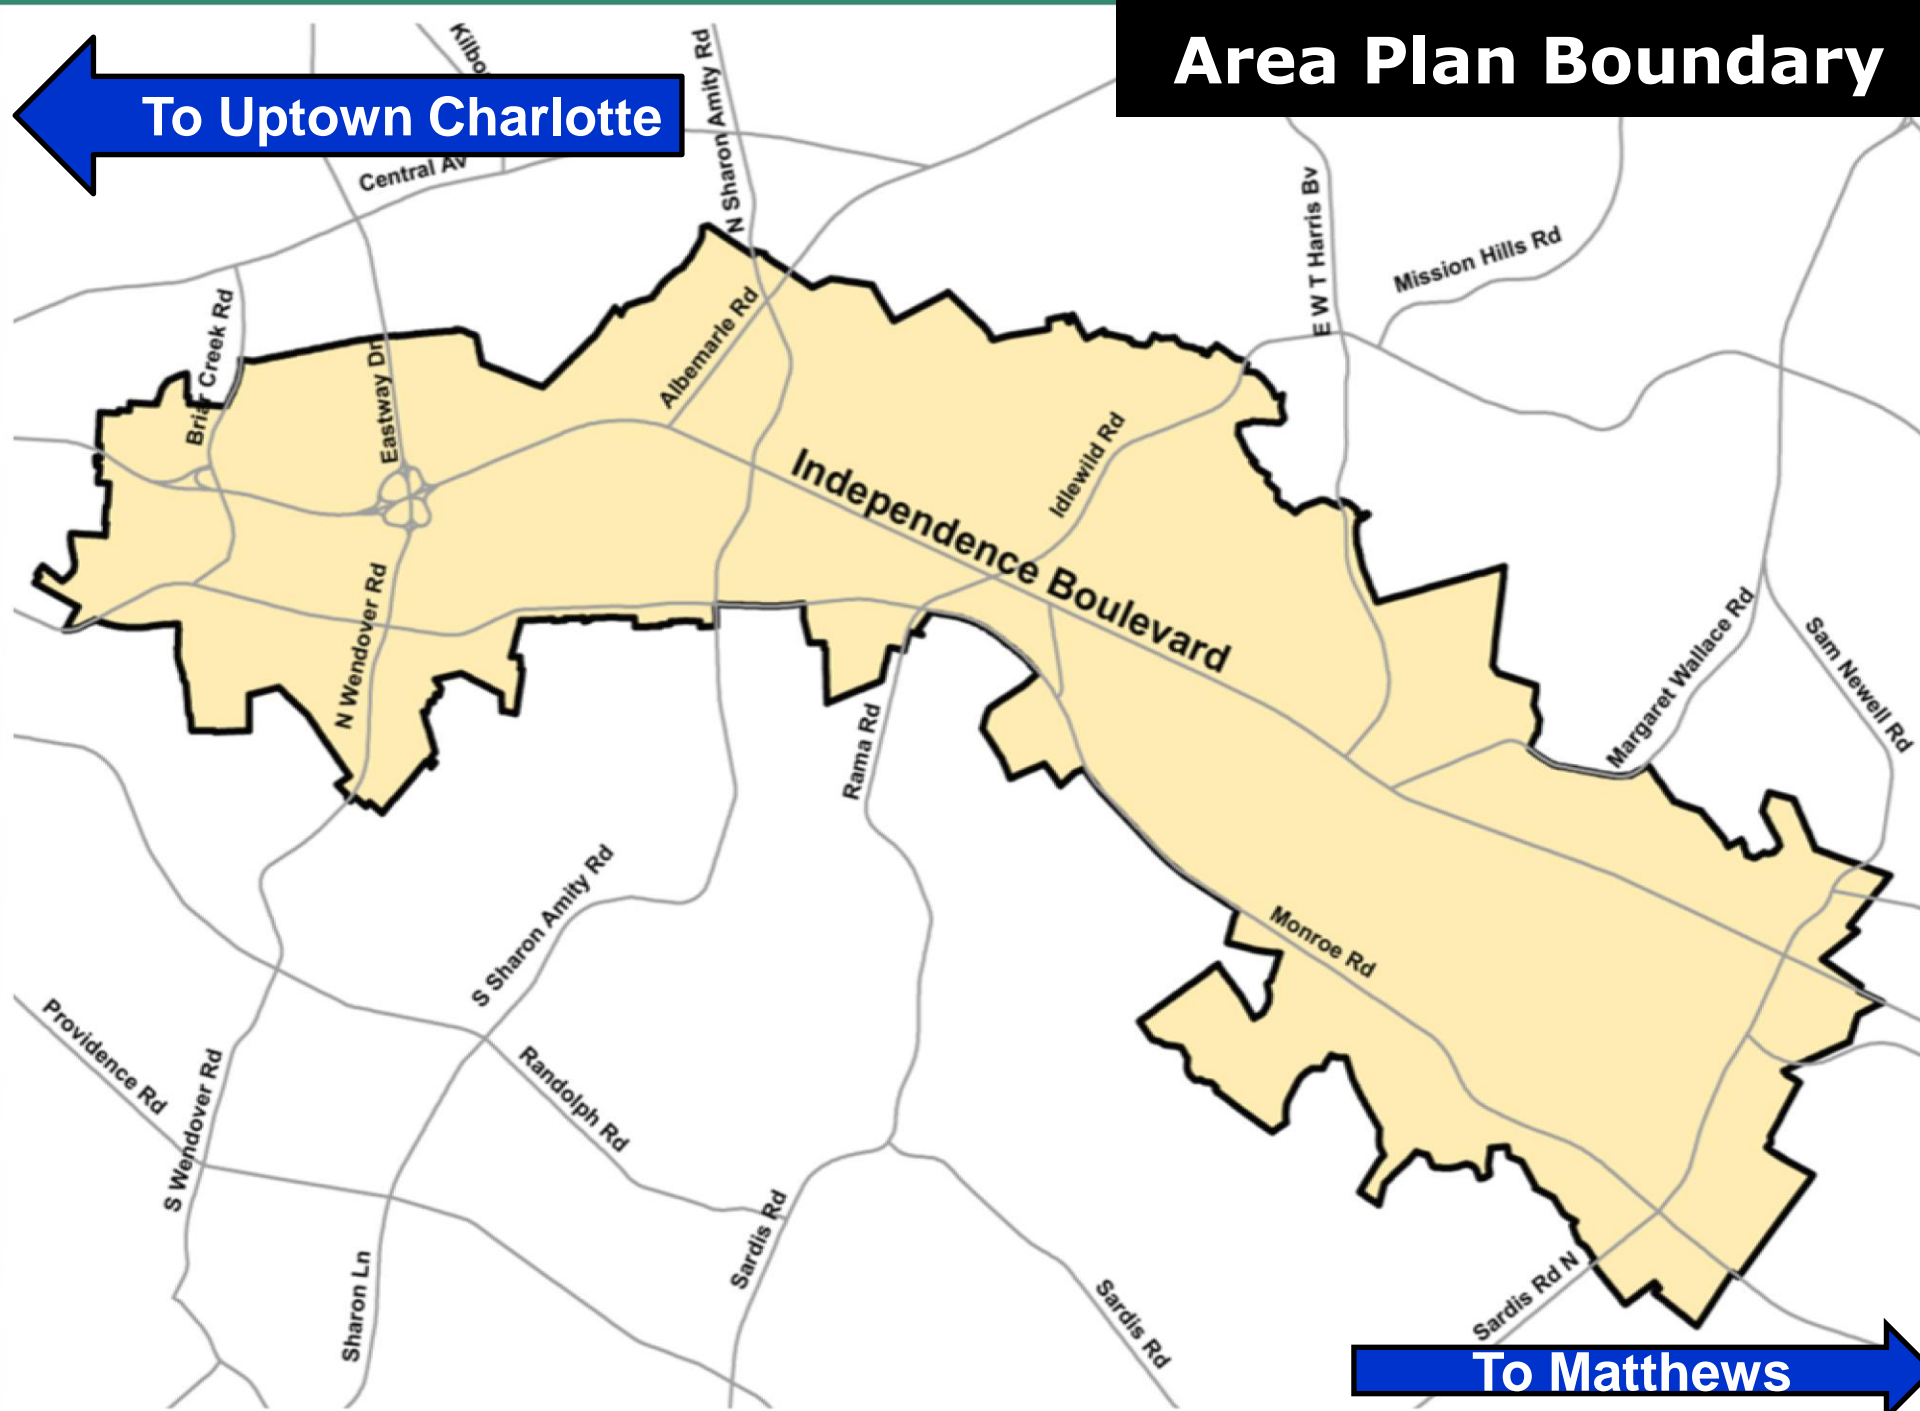 Area Plan Boundary
To Uptown Charlotte
Central Av
N Sharon Amity Rd
E W T Harris Bv
Mission Hills Rd
Briar Creek Rd
Eastway Dr
Albemarle Rd
Idlewild Rd
Independence Boulevard
N Wendover Rd
Rama Rd
Margaret Wallace Rd
Sam Newell Rd
S Sharon Amity Rd
Monroe Rd
Providence Rd
S Wendover Rd
Randolph Rd
Sardis Rd
Sharon Ln
Sardis Rd
Sardis Rd N
To Matthews